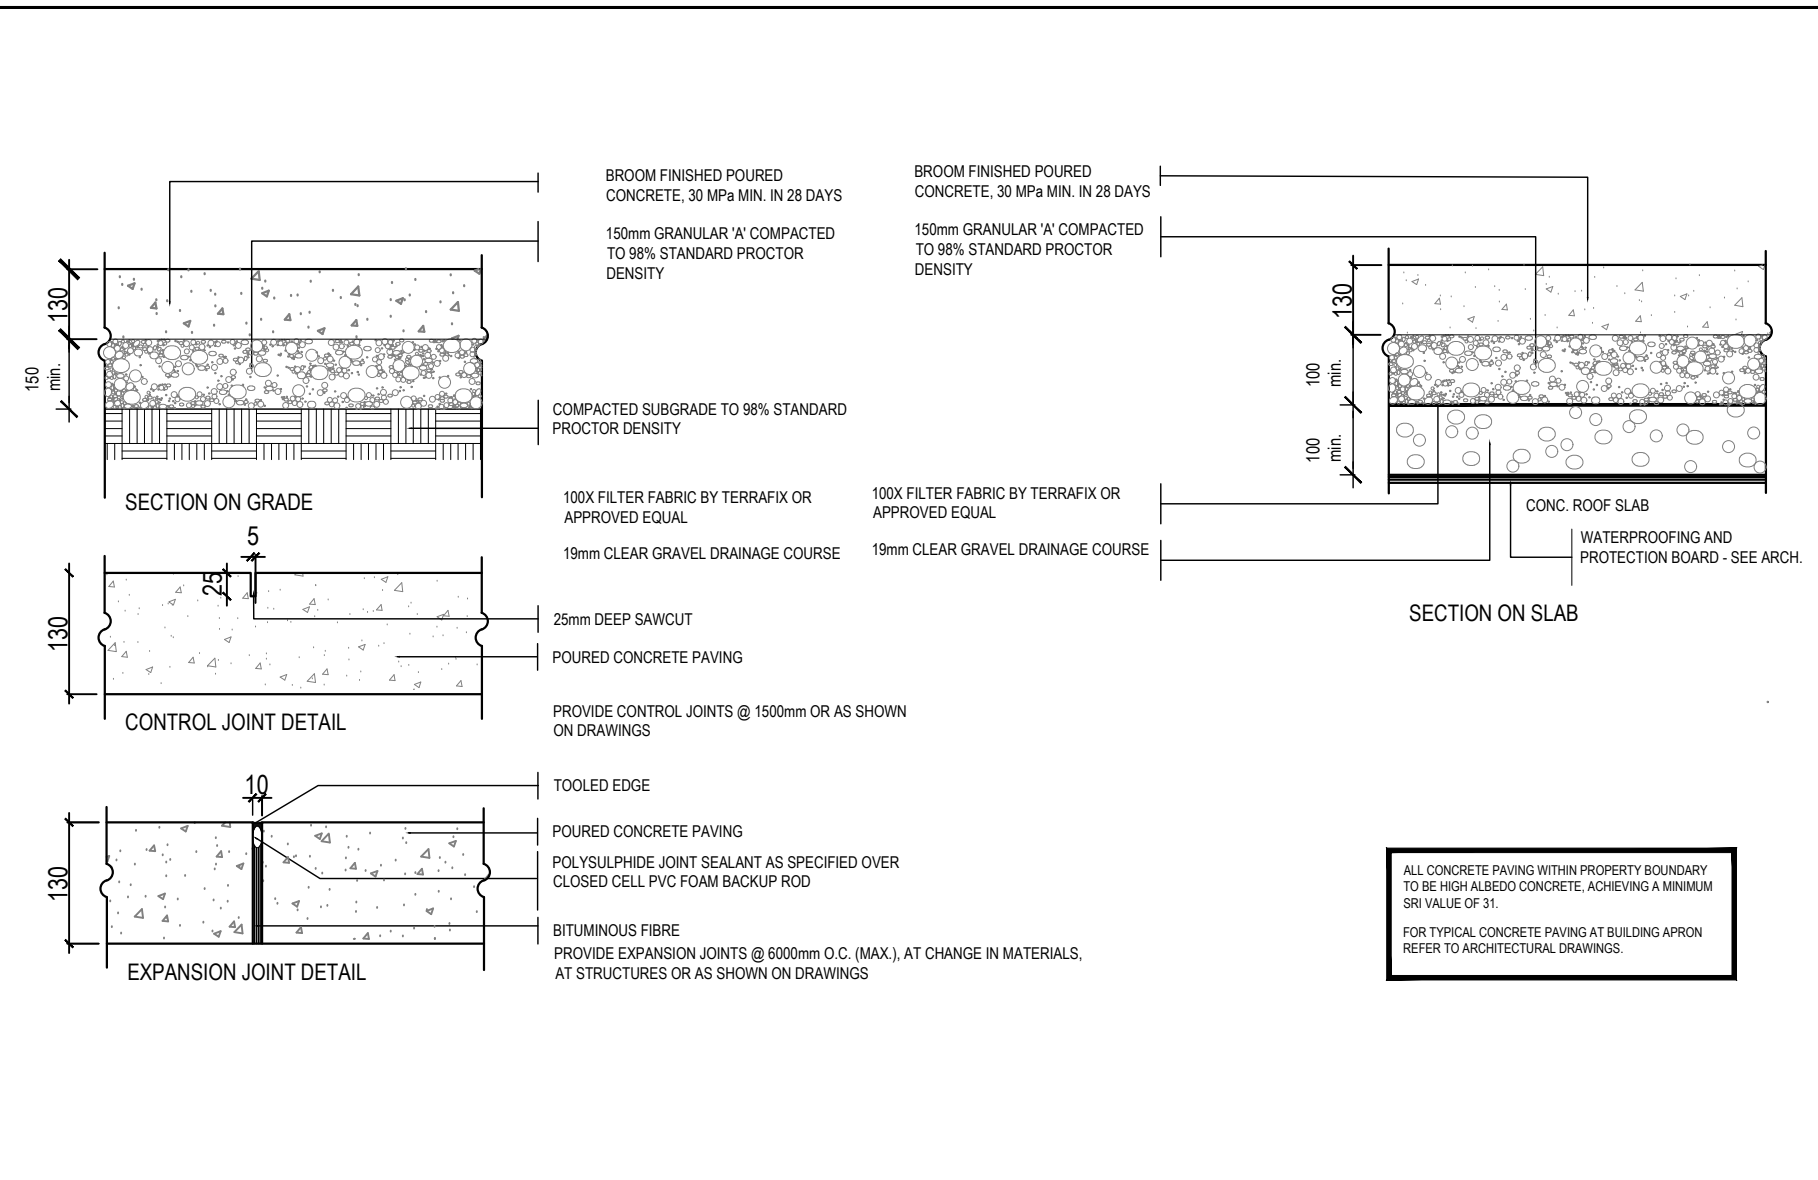 BROOM FINISHED POURED
CONCRETE, 30 MPa MIN. IN 28 DAYS
150mm GRANULAR 'A' COMPACTED
TO 98% STANDARD PROCTOR
DENSITY
130
150
min.
COMPACTED SUBGRADE TO 98% STANDARD
PROCTOR DENSITY
SECTION ON GRADE
100X FILTER FABRIC BY TERRAFIX OR
APPROVED EQUAL
19mm CLEAR GRAVEL DRAINAGE COURSE
5
25
130
25mm DEEP SAWCUT
POURED CONCRETE PAVING
CONTROL JOINT DETAIL
PROVIDE CONTROL JOINTS @ 1500mm OR AS SHOWN
ON DRAWINGS
10
130
TOOLED EDGE
POURED CONCRETE PAVING
POLYSULPHIDE JOINT SEALANT AS SPECIFIED OVER
CLOSED CELL PVC FOAM BACKUP ROD
BITUMINOUS FIBRE
PROVIDE EXPANSION JOINTS @ 6000mm O.C. (MAX.), AT CHANGE IN MATERIALS,
AT STRUCTURES OR AS SHOWN ON DRAWINGS
EXPANSION JOINT DETAIL
BROOM FINISHED POURED
CONCRETE, 30 MPa MIN. IN 28 DAYS
150mm GRANULAR 'A' COMPACTED
TO 98% STANDARD PROCTOR
DENSITY
130
100
min.
100
min.
100X FILTER FABRIC BY TERRAFIX OR
APPROVED EQUAL
19mm CLEAR GRAVEL DRAINAGE COURSE
CONC. ROOF SLAB
WATERPROOFING AND
PROTECTION BOARD - SEE ARCH.
SECTION ON SLAB
ALL CONCRETE PAVING WITHIN PROPERTY BOUNDARY
TO BE HIGH ALBEDO CONCRETE, ACHIEVING A MINIMUM
SRI VALUE OF 31.
FOR TYPICAL CONCRETE PAVING AT BUILDING APRON
REFER TO ARCHITECTURAL DRAWINGS.